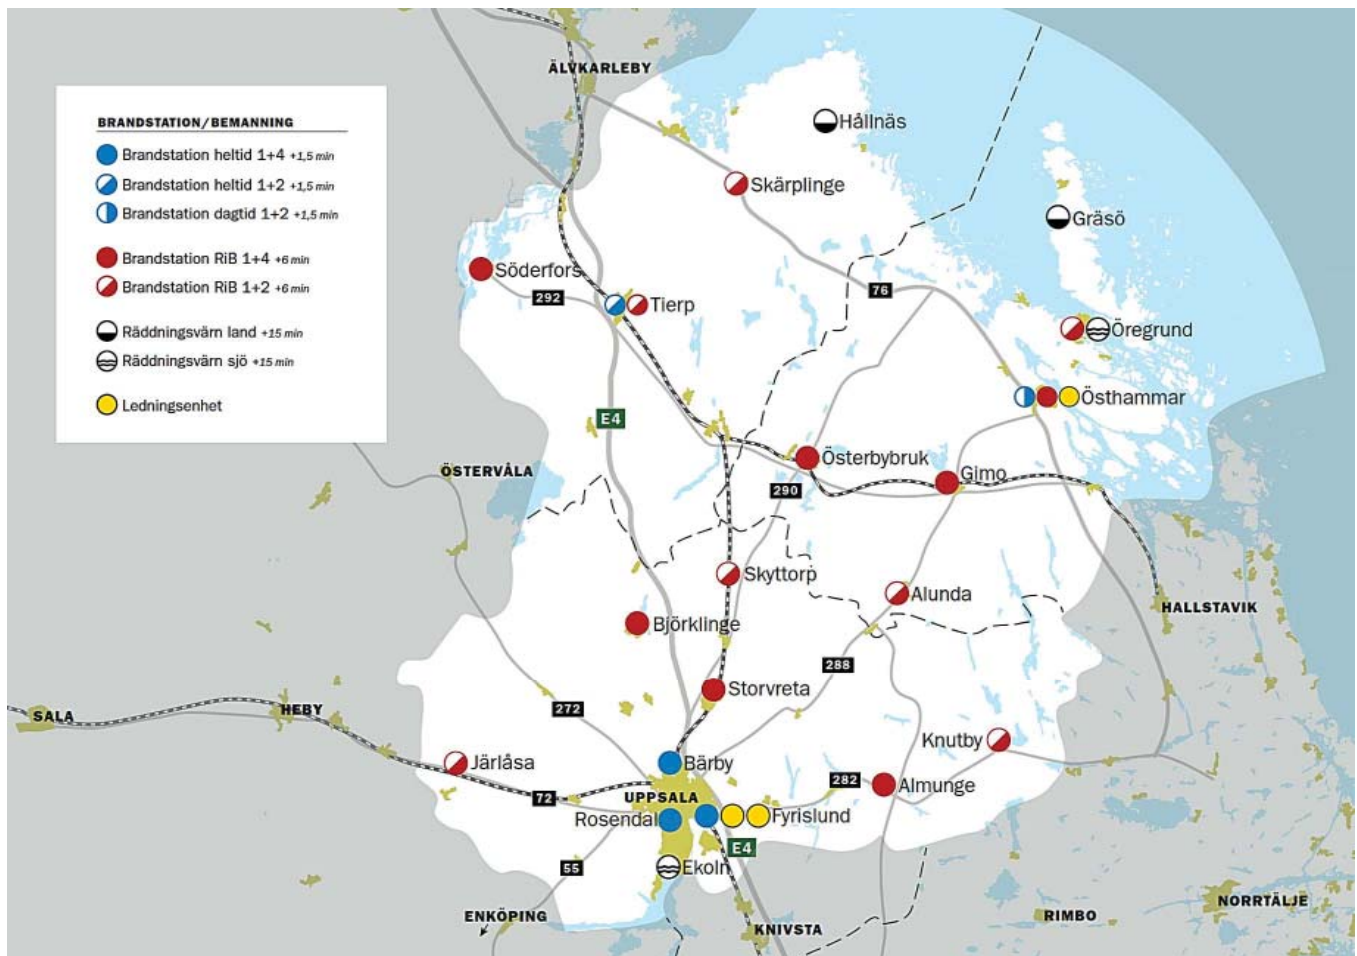 ÄLVKARLEBY
BRANDSTATION/BEMANNING
Brandstation heltid 1+4 +1,5 min
Brandstation heltid 1+2 +1,5 min
Brandstation dagtid 1+2 +1,5 min
Brandstation RiB 1+4 +6 min
Brandstation RiB 1+2 +6 min
Räddningsvärn land +15 min
Räddningsvärn sjö +15 min
Ledningsenhet
Hållnäs
Skärplinge
Gräsö
Söderfors
292
76
Tierp
Öregrund
Östhammar
E4
Österbybruk
ÖSTERVÅLA
Gimo
290
Skyttorp
Alunda
HALLSTAVIK
Björklinge
288
Storvreta
272
HEBY
SALA
Knutby
Järlåsa
Bärby
282
Almunge
72
UPPSALA
Rosendal
Fyrislund
E4
55
Ekoln
NORRTÄLJE
ENKÖPING
RIMBO
KNIVSTA